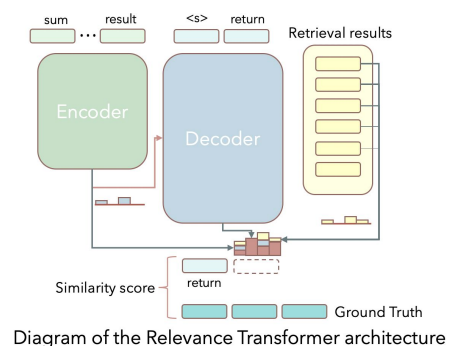 sum ... result
<s> return
Retrieval results
Encoder
Decoder
return
Similarity score
Ground Truth
Diagram of the Relevance Transformer architecture